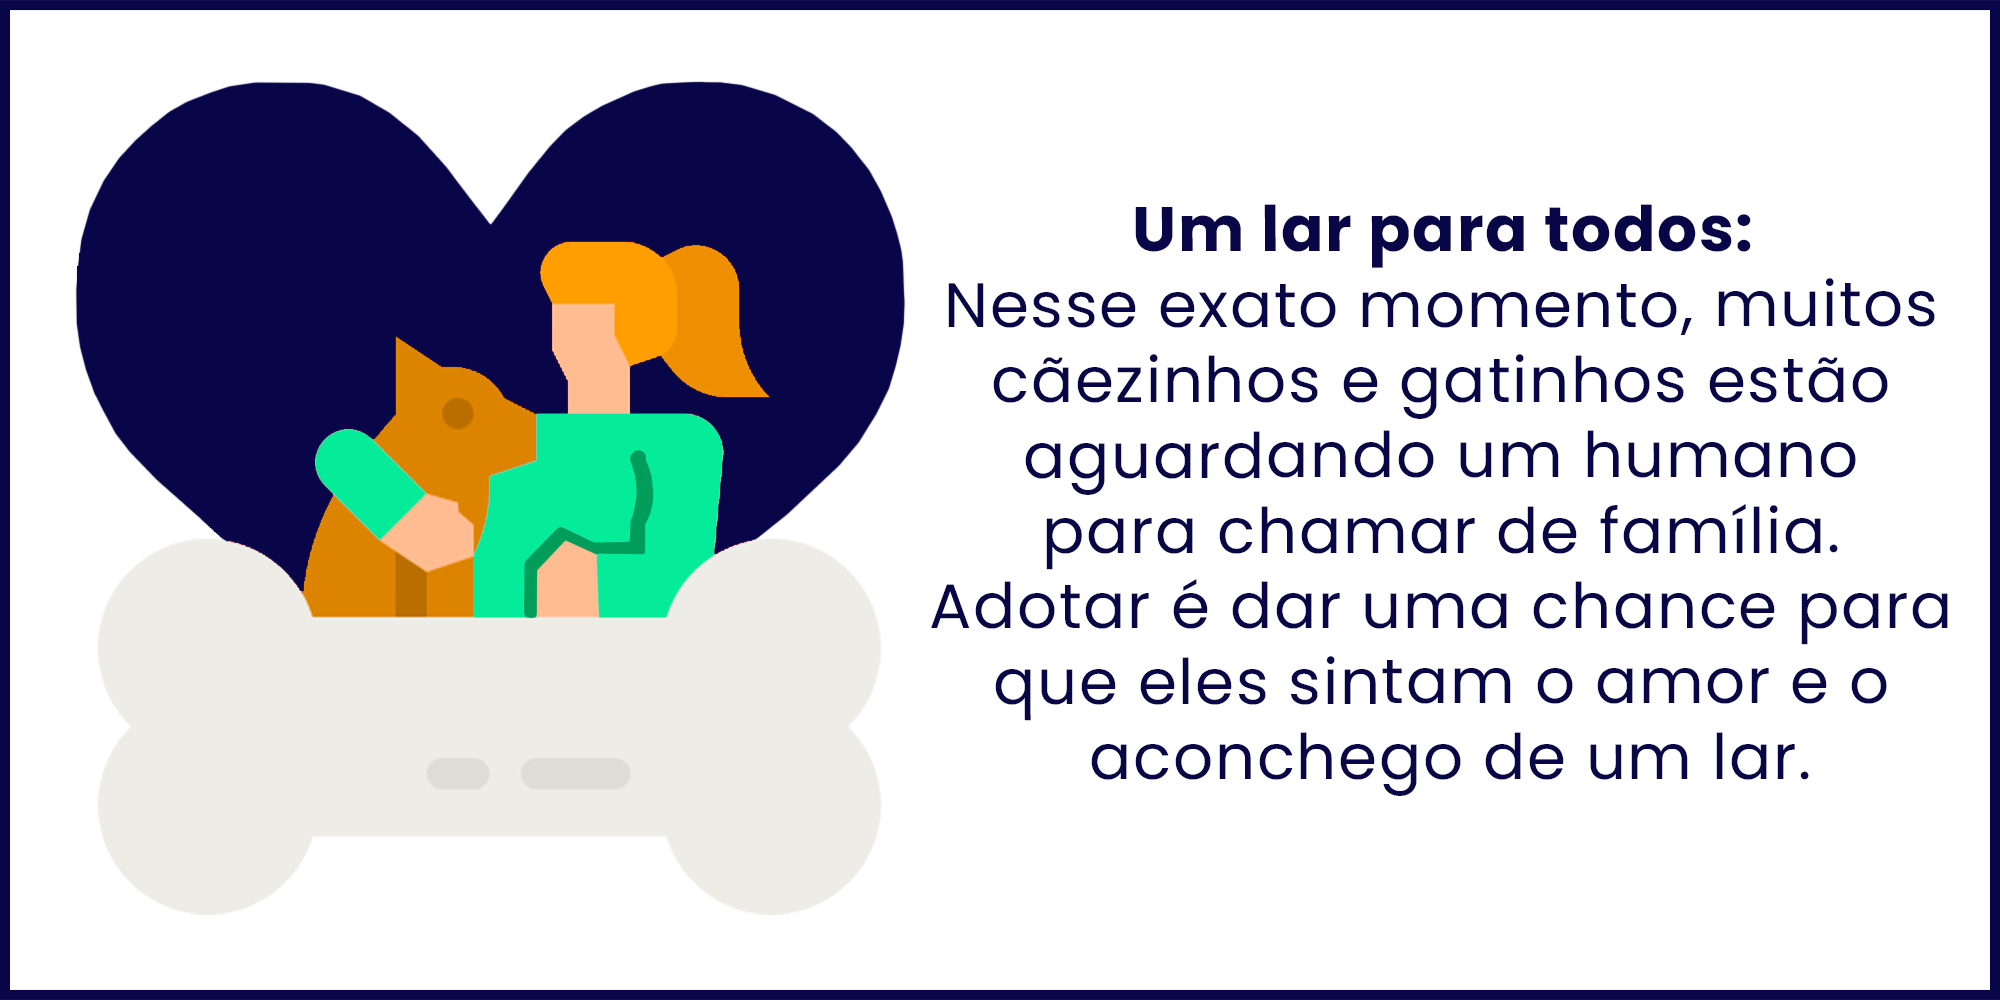 Um lar para todos:
Nesse exato momento, muitos
cãezinhos e gatinhos estão
aguardando um humano
para chamar de família.
Adotar é dar uma chance para
que eles sintam o amor e o
aconchego de um lar.